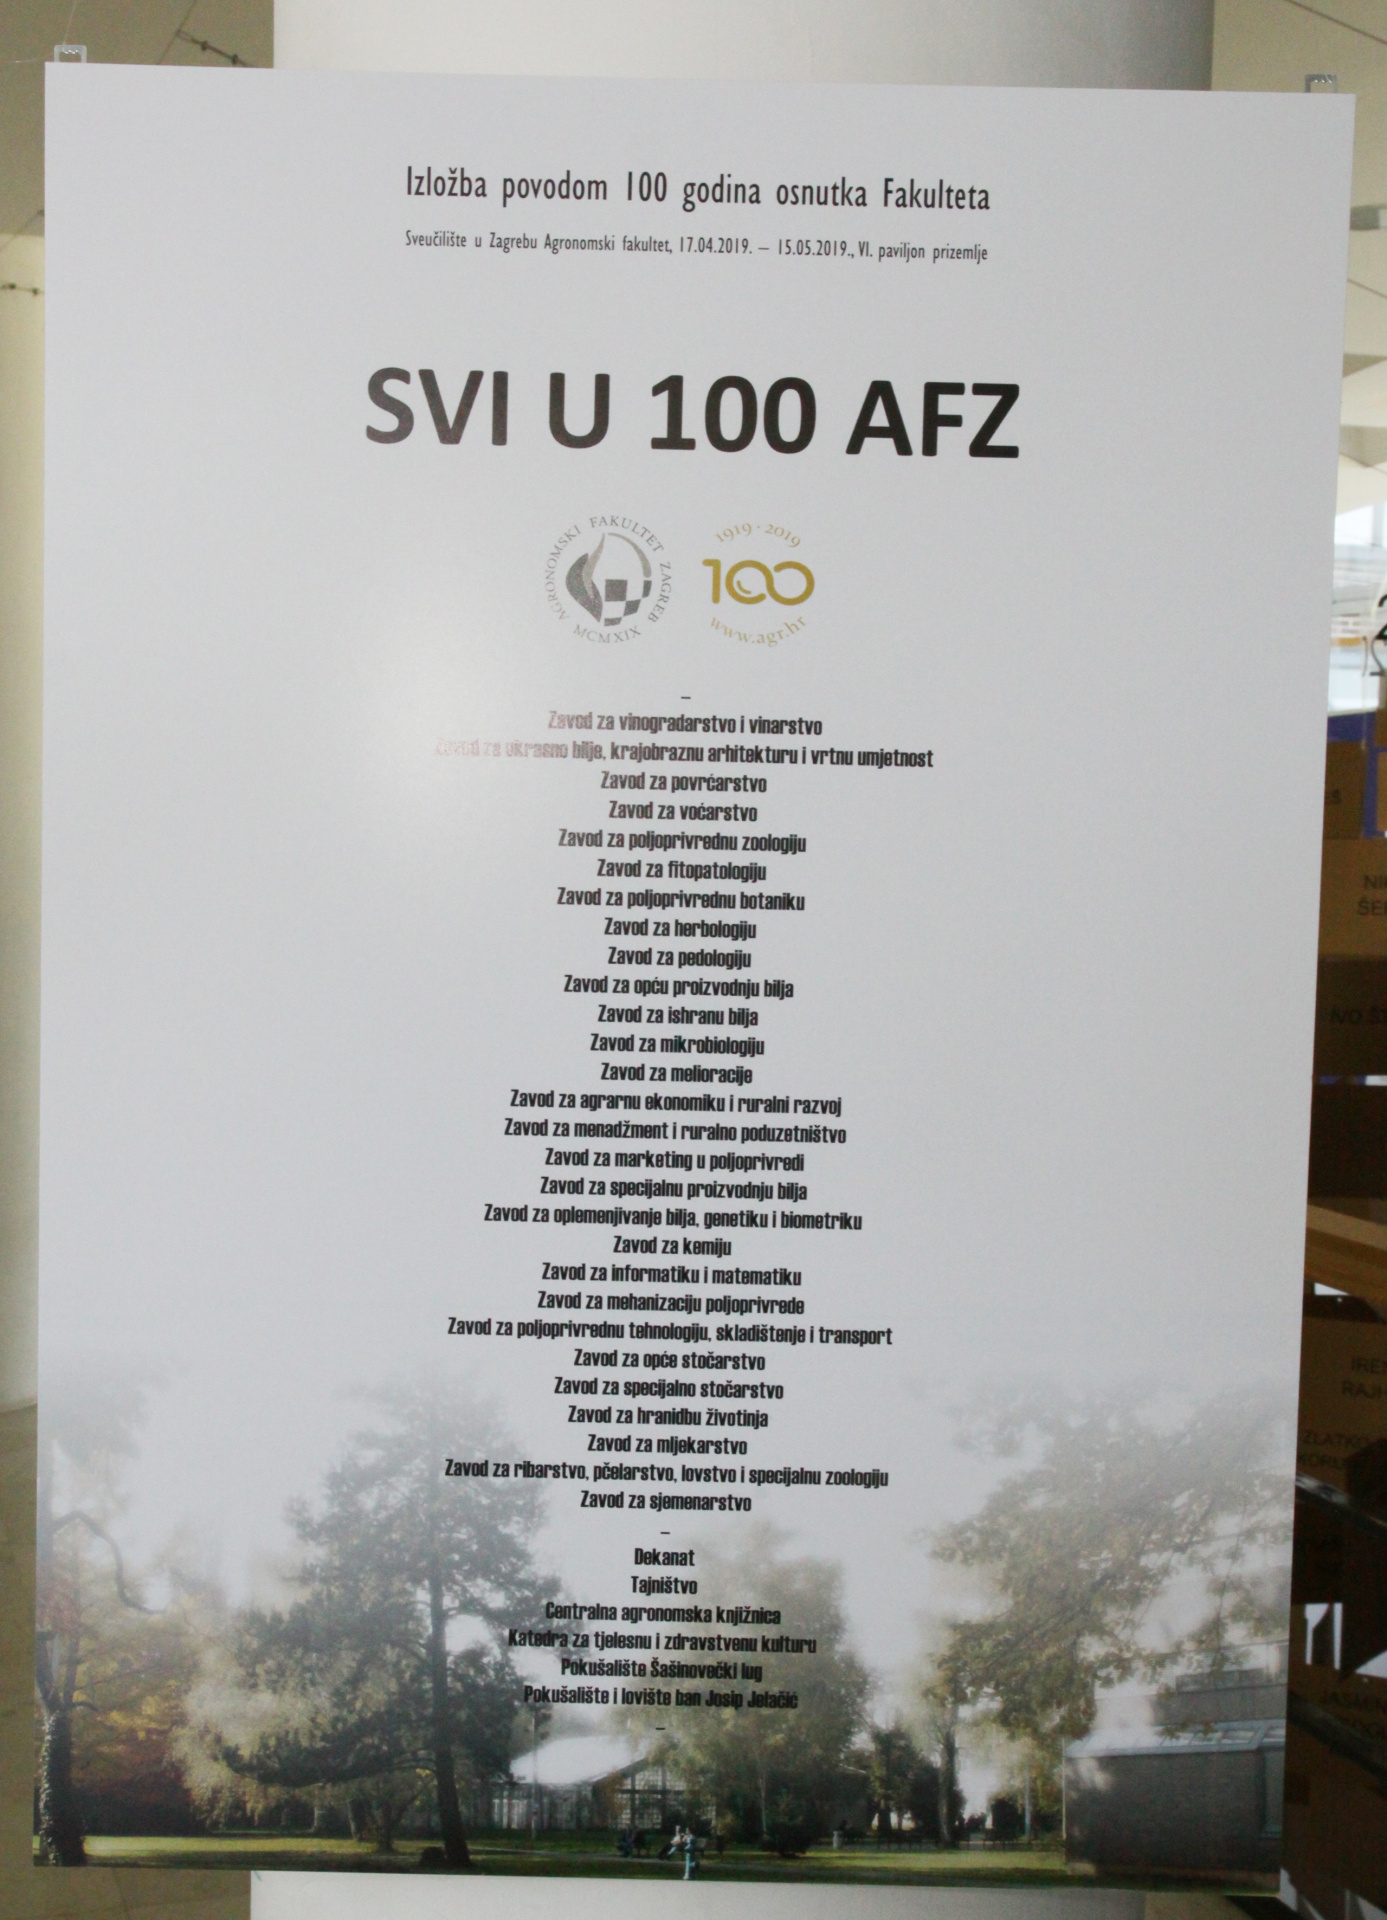 Izložba povodom 100 godina osnutka Fakulteta
Sveučilište u Zagrebu Agronomski fakultet, 17.04.2019. – 15.05.2019., VI. paviljon prizemlje
SVI U 100 AFZ
AGRONOMSKI FAKULTET ZAGREB
MCMXIX
1919 - 2019
100
www.agr.hr
–
Zavod za vinogradarstvo i vinarstvo
Zavod za ukrasno bilje, krajobraznu arhitekturu i vrtnu umjetnost
Zavod za povrćarstvo
Zavod za voćarstvo
Zavod za poljoprivrednu zoologiju
Zavod za fitopatologiju
Zavod za poljoprivrednu botaniku
Zavod za herbologiju
Zavod za pedologiju
Zavod za opću proizvodnju bilja
Zavod za ishranu bilja
Zavod za mikrobiologiju
Zavod za melioracije
Zavod za agrarnu ekonomiku i ruralni razvoj
Zavod za menadžment i ruralno poduzetništvo
Zavod za marketing u poljoprivredi
Zavod za specijalnu proizvodnju bilja
Zavod za oplemenjivanje bilja, genetiku i biometriku
Zavod za kemiju
Zavod za informatiku i matematiku
Zavod za mehanizaciju poljoprivrede
Zavod za poljoprivrednu tehnologiju, skladištenje i transport
Zavod za opće stočarstvo
Zavod za specijalno stočarstvo
Zavod za hranidbu životinja
Zavod za mljekarstvo
Zavod za ribarstvo, pčelarstvo, lovstvo i specijalnu zoologiju
Zavod za sjemenarstvo
–
Dekanat
Tajništvo
Centralna agronomska knjižnica
Katedra za tjelesnu i zdravstvenu kulturu
Pokušalište Šašinovečki lug
Pokušalište i lovište ban Josip Jelačić
–